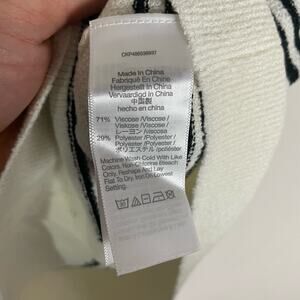 Made In China
Fabriqué En Chine
Hergestellt In China
Vervaardigd in China
中国製
hecho en china
71% Viscose /Viscose/
Viskose /Viscose/
レーヨン /viscosa
29% Polyester /Polyester/
Polyester /Polyester/
ポリエステル /poliéster
Machine Wash Cold With Like
Colors, Non-Chlorine Bleach
Only, Reshape And Lay
Flat To Dry, Iron On Lowest
Setting